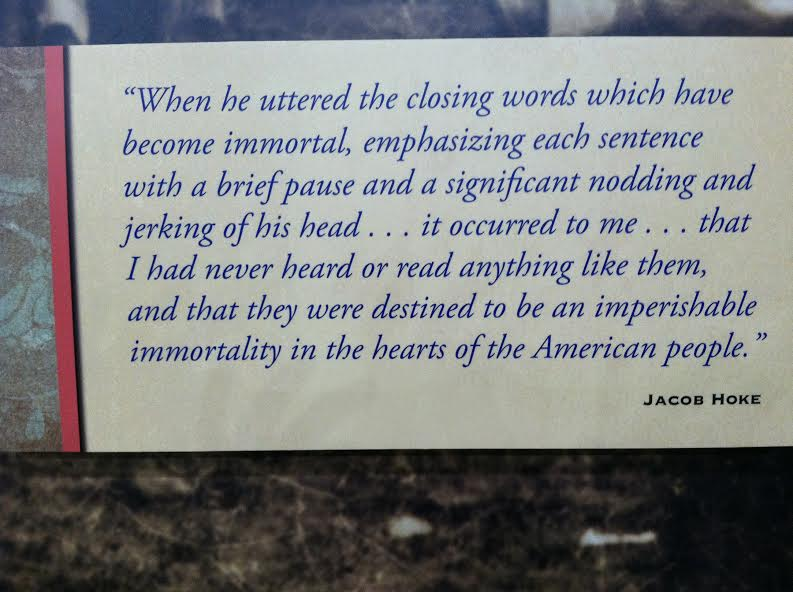 “When he uttered the closing words which have
become immortal, emphasizing each sentence
with a brief pause and a significant nodding and
jerking of his head . . . it occurred to me . . . that
I had never heard or read anything like them,
and that they were destined to be an imperishable
immortality in the hearts of the American people.”
JACOB HOKE